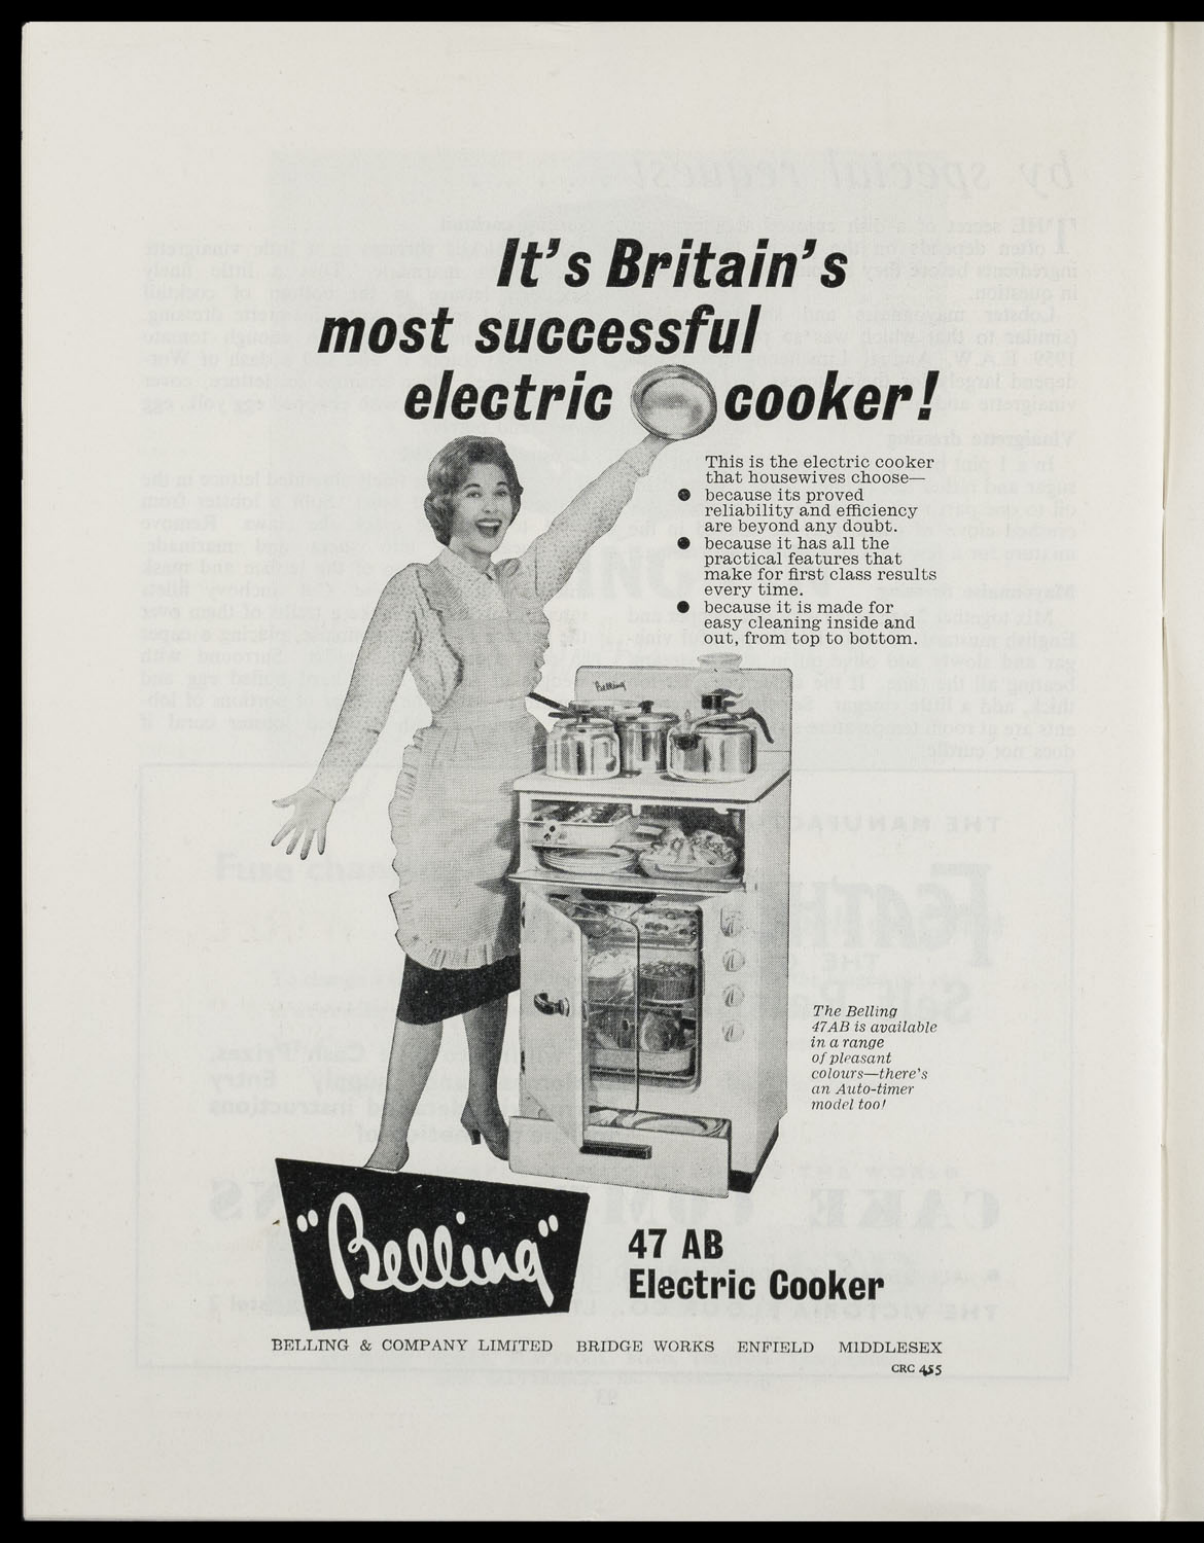 It's Britain's
most successful
electric cooker!
This is the electric cooker
that housewives choose—
● because its proved
reliability and efficiency
are beyond any doubt.
● because it has all the
practical features that
make for first class results
every time.
● because it is made for
easy cleaning inside and
out, from top to bottom.
Belling
The Belling
47AB is available
in a range
of pleasant
colours—there's
an Auto-timer
model too!
"Belling"
47 AB
Electric Cooker
BELLING & COMPANY LIMITED BRIDGE WORKS ENFIELD MIDDLESEX
CRC 455